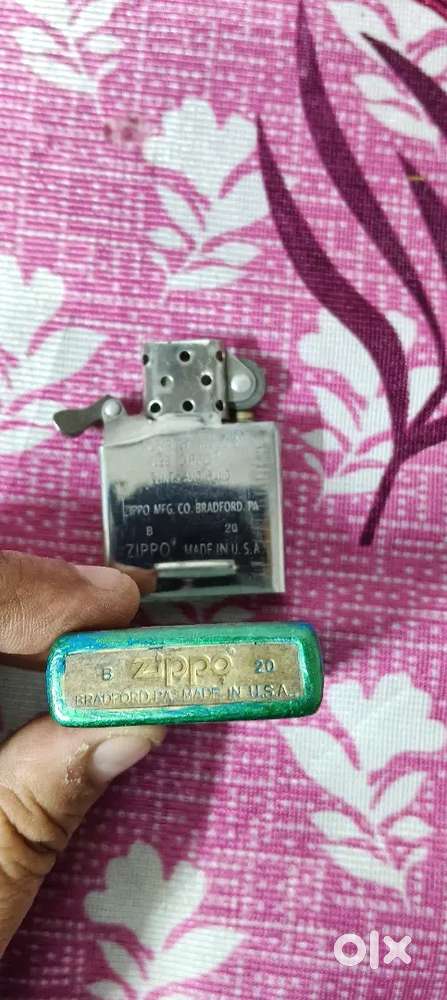 ZIPPO MFG. CO. BRADFORD. PA
B 20
ZIPPO® MADE IN U.S.A.
B Zippo® 20
BRADFORD.PA. MADE IN U.S.A.
olx